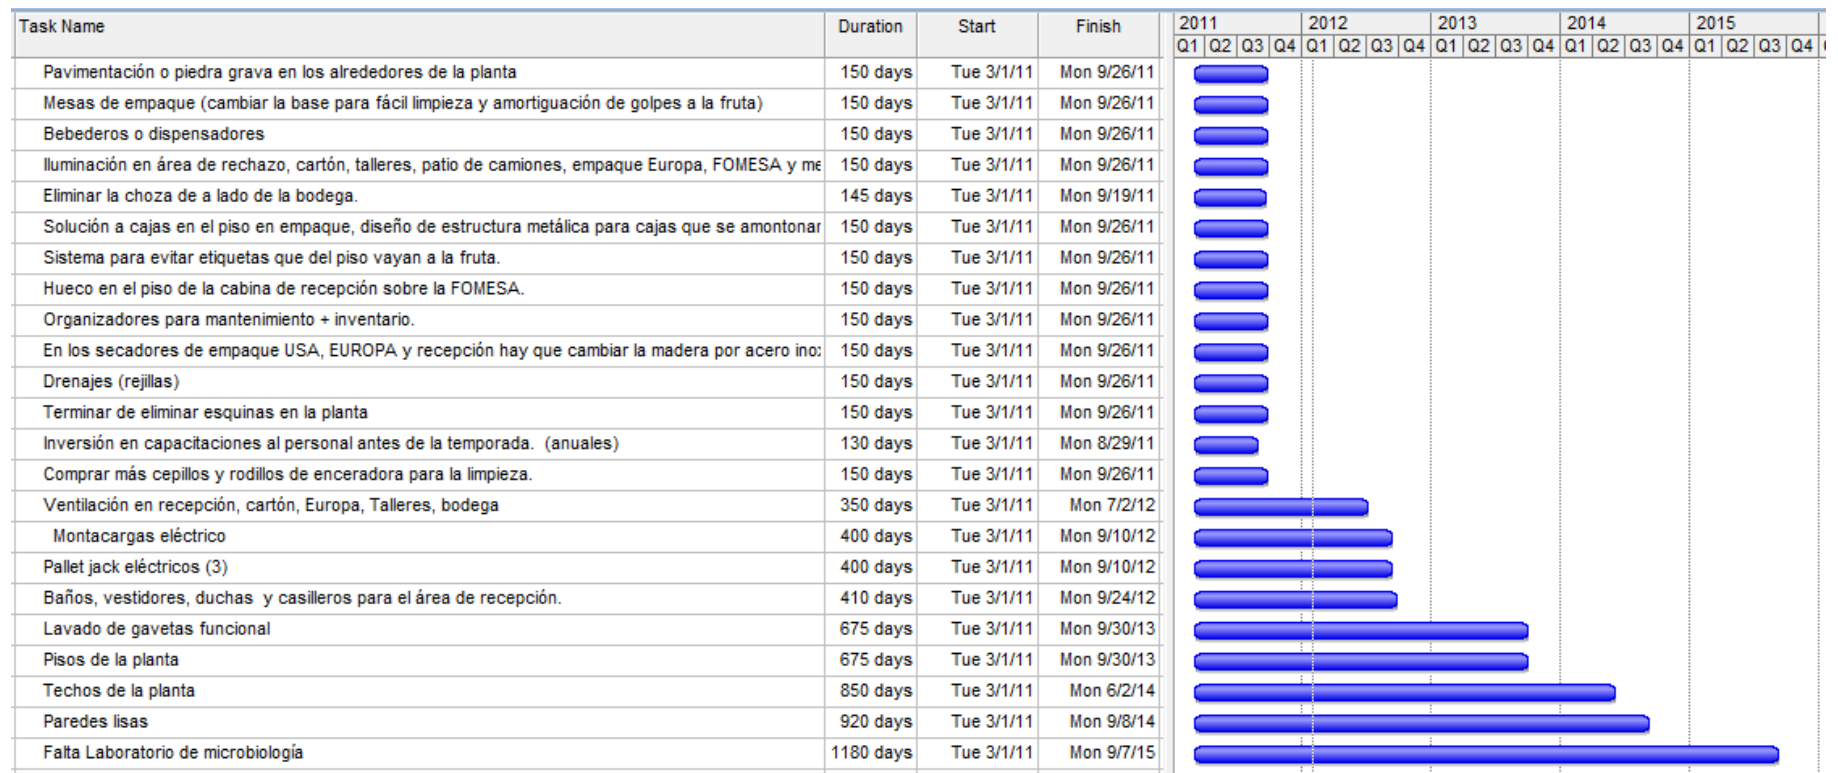 Task Name Duration Start Finish 2011 2012 2013 2014 2015
Q1 Q2 Q3 Q4 Q1 Q2 Q3 Q4 Q1 Q2 Q3 Q4 Q1 Q2 Q3 Q4 Q1 Q2 Q3 Q4
Pavimentación o piedra grava en los alrededores de la planta 150 days Tue 3/1/11 Mon 9/26/11
Mesas de empaque (cambiar la base para fácil limpieza y amortiguación de golpes a la fruta) 150 days Tue 3/1/11 Mon 9/26/11
Bebederos o dispensadores 150 days Tue 3/1/11 Mon 9/26/11
Iluminación en área de rechazo, cartón, talleres, patio de camiones, empaque Europa, FOMESA y me 150 days Tue 3/1/11 Mon 9/26/11
Eliminar la choza de a lado de la bodega. 145 days Tue 3/1/11 Mon 9/19/11
Solución a cajas en el piso en empaque, diseño de estructura metálica para cajas que se amontonar 150 days Tue 3/1/11 Mon 9/26/11
Sistema para evitar etiquetas que del piso vayan a la fruta. 150 days Tue 3/1/11 Mon 9/26/11
Hueco en el piso de la cabina de recepción sobre la FOMESA. 150 days Tue 3/1/11 Mon 9/26/11
Organizadores para mantenimiento + inventario. 150 days Tue 3/1/11 Mon 9/26/11
En los secadores de empaque USA, EUROPA y recepción hay que cambiar la madera por acero inox 150 days Tue 3/1/11 Mon 9/26/11
Drenajes (rejillas) 150 days Tue 3/1/11 Mon 9/26/11
Terminar de eliminar esquinas en la planta 150 days Tue 3/1/11 Mon 9/26/11
Inversión en capacitaciones al personal antes de la temporada. (anuales) 130 days Tue 3/1/11 Mon 8/29/11
Comprar más cepillos y rodillos de enceradora para la limpieza. 150 days Tue 3/1/11 Mon 9/26/11
Ventilación en recepción, cartón, Europa, Talleres, bodega 350 days Tue 3/1/11 Mon 7/2/12
Montacargas eléctrico 400 days Tue 3/1/11 Mon 9/10/12
Pallet jack eléctricos (3) 400 days Tue 3/1/11 Mon 9/10/12
Baños, vestidores, duchas y casilleros para el área de recepción. 410 days Tue 3/1/11 Mon 9/24/12
Lavado de gavetas funcional 675 days Tue 3/1/11 Mon 9/30/13
Pisos de la planta 675 days Tue 3/1/11 Mon 9/30/13
Techos de la planta 850 days Tue 3/1/11 Mon 6/2/14
Paredes lisas 920 days Tue 3/1/11 Mon 9/8/14
Falta Laboratorio de microbiología 1180 days Tue 3/1/11 Mon 9/7/15